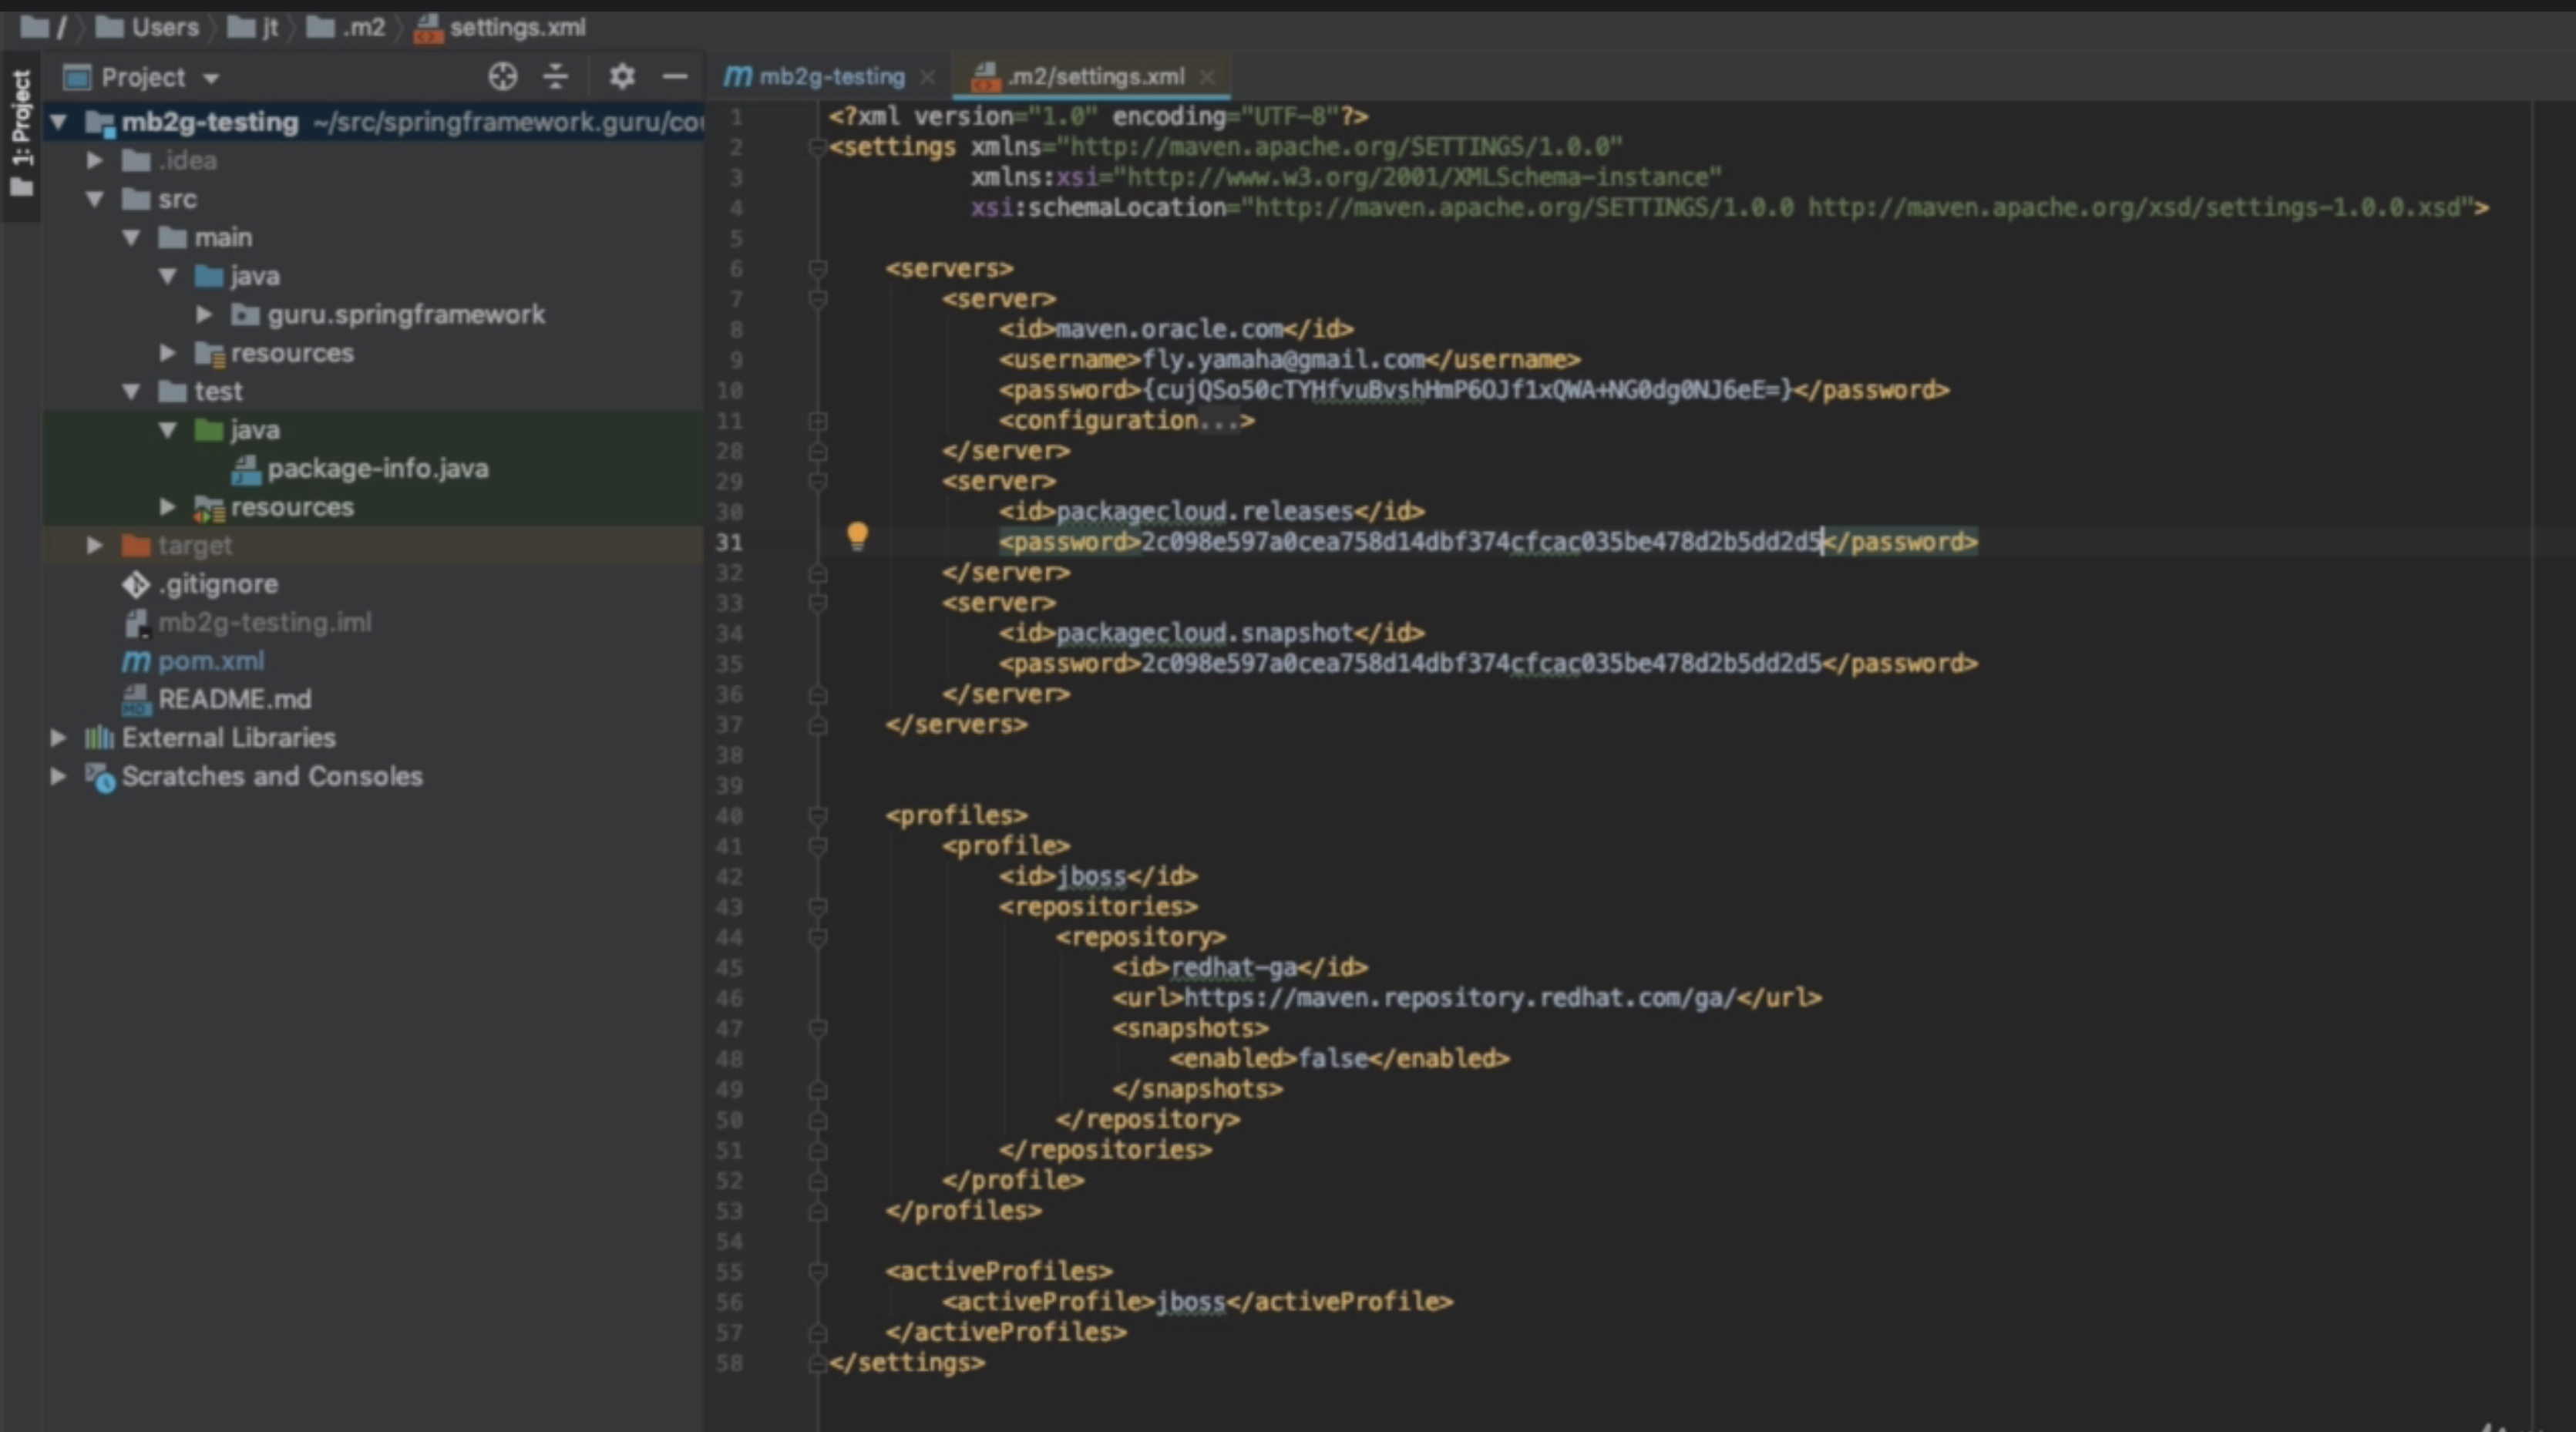 / Users jt .m2 settings.xml
1: Project
Project
mb2g-testing ~/src/springframework.guru/cou
.idea
src
main
java
guru.springframework
resources
test
java
package-info.java
resources
target
.gitignore
mb2g-testing.iml
pom.xml
README.md
External Libraries
Scratches and Consoles
mb2g-testing .m2/settings.xml
1 <?xml version="1.0" encoding="UTF-8"?>
2 <settings xmlns="http://maven.apache.org/SETTINGS/1.0.0"
3 xmlns:xsi="http://www.w3.org/2001/XMLSchema-instance"
4 xsi:schemaLocation="http://maven.apache.org/SETTINGS/1.0.0 http://maven.apache.org/xsd/settings-1.0.0.xsd">
5
6 <servers>
7 <server>
8 <id>maven.oracle.com</id>
9 <username>fly.yamaha@gmail.com</username>
10 <password>{cujQSo50cTYHfvuBvshHmP6OJf1xQWA+NG0dg0NJ6eE=}</password>
11 <configuration...>
28 </server>
29 <server>
30 <id>packagecloud.releases</id>
31 <password>2c098e597a0cea758d14dbf374cfcac035be478d2b5dd2d5</password>
32 </server>
33 <server>
34 <id>packagecloud.snapshot</id>
35 <password>2c098e597a0cea758d14dbf374cfcac035be478d2b5dd2d5</password>
36 </server>
37 </servers>
38
39
40 <profiles>
41 <profile>
42 <id>jboss</id>
43 <repositories>
44 <repository>
45 <id>redhat-ga</id>
46 <url>https://maven.repository.redhat.com/ga/</url>
47 <snapshots>
48 <enabled>false</enabled>
49 </snapshots>
50 </repository>
51 </repositories>
52 </profile>
53 </profiles>
54
55 <activeProfiles>
56 <activeProfile>jboss</activeProfile>
57 </activeProfiles>
58 </settings>